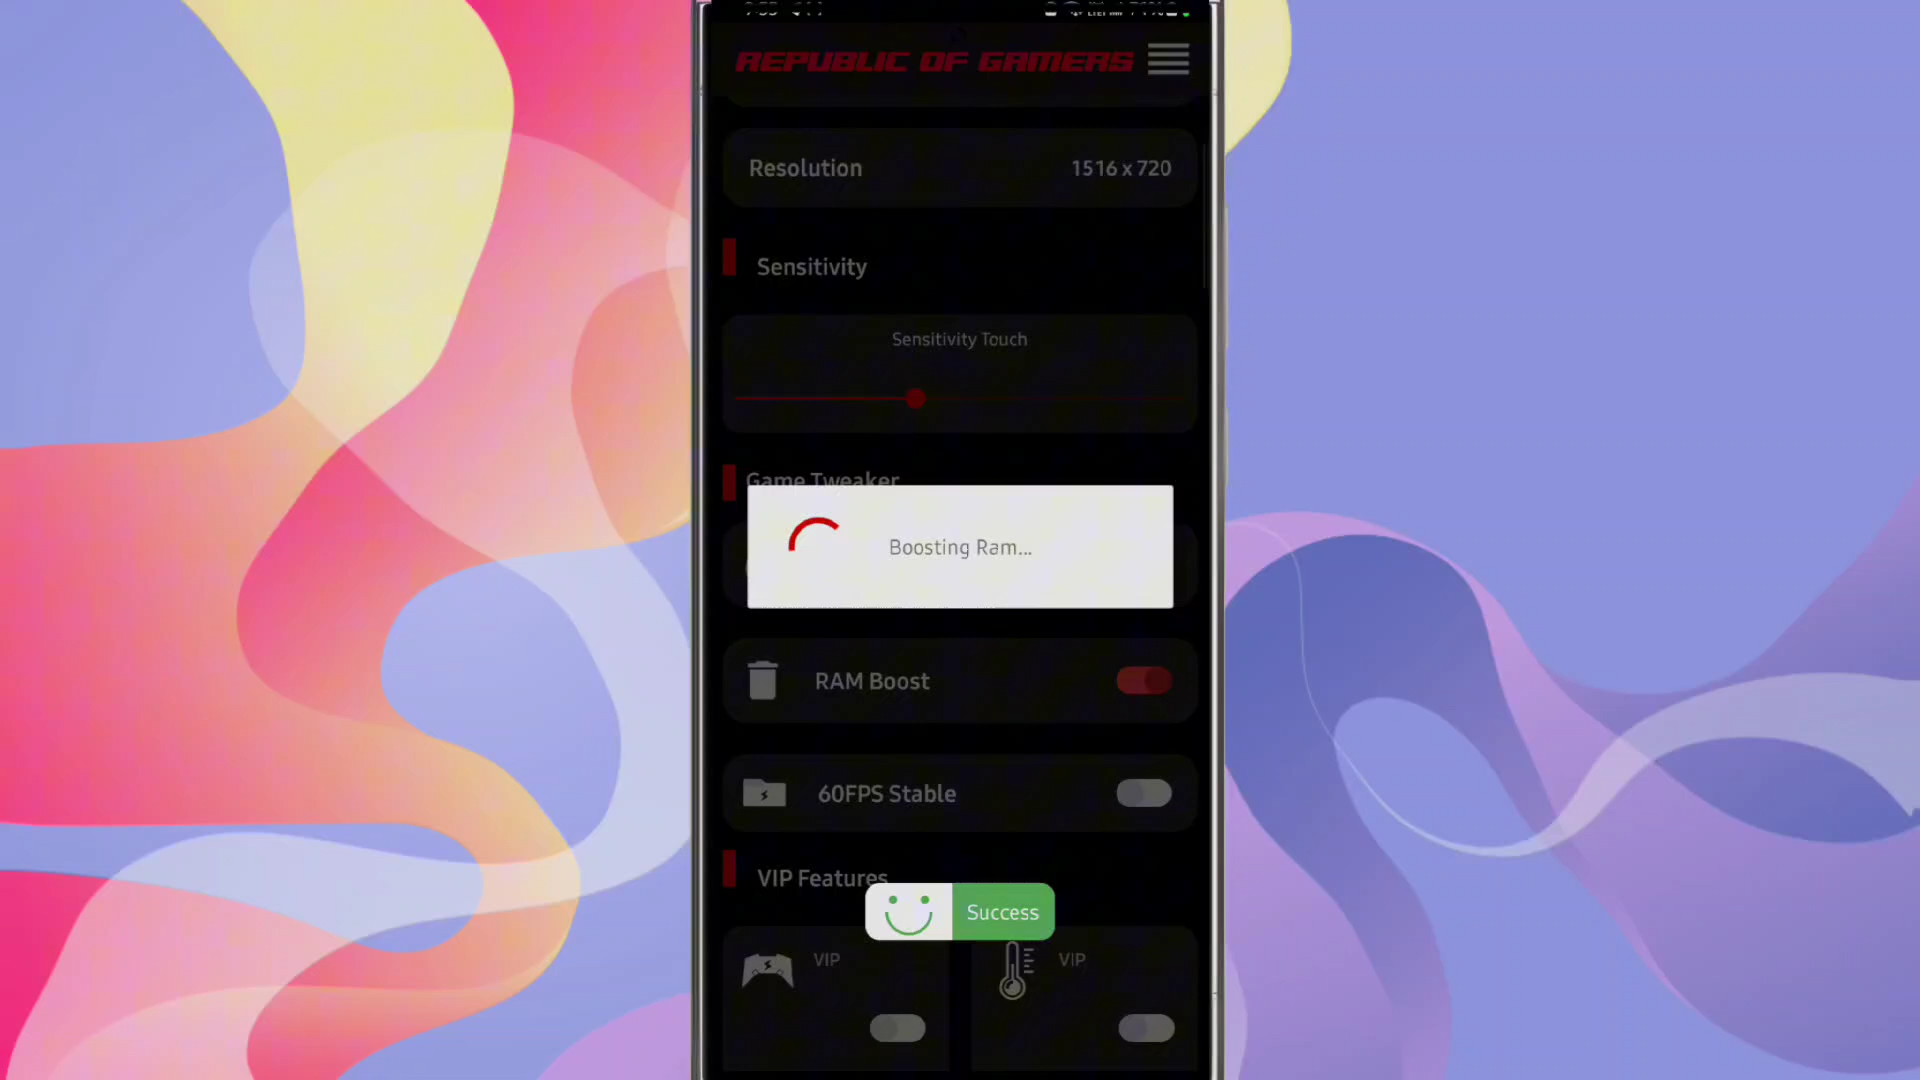 REPUBLIC OF GAMERS
Resolution 1516 x 720
Sensitivity
Sensitivity Touch
Game Tweaker
Boosting Ram...
RAM Boost
60FPS Stable
VIP Features
Success
VIP VIP